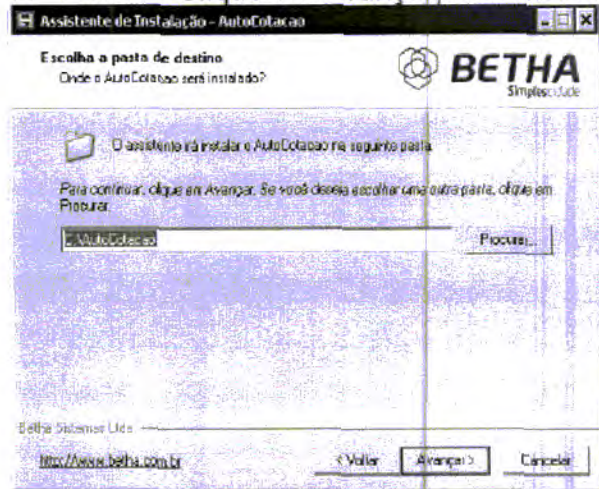 Assistente de Instalação - AutoCotacao
Escolha a pasta de destino
Onde o AutoCotacao será instalado?
BETHA
Simplescidade
O assistente irá instalar o AutoCotacao na seguinte pasta.
Para continuar, clique em Avançar. Se você deseja escolher uma outra pasta, clique em
Procurar.
C:\AutoCotacao
Procurar...
Betha Sistemas Ltda
http://www.betha.com.br
< Voltar
Avançar >
Cancelar